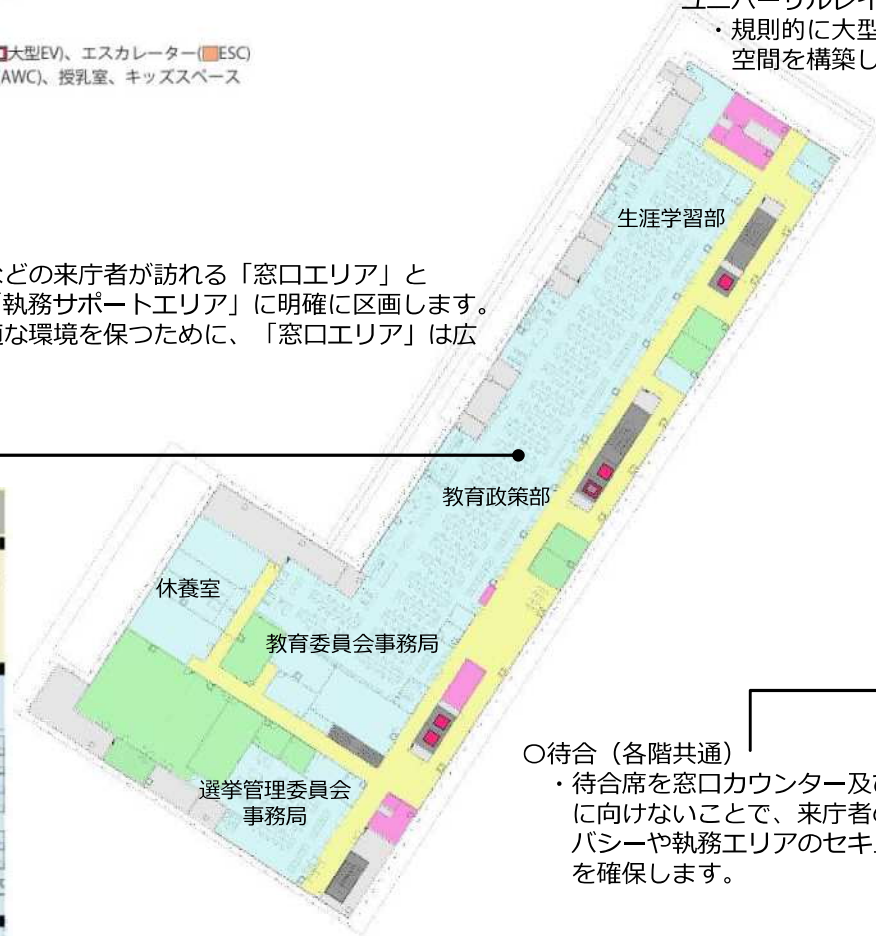 ユニバーサルレイ
・規則的に大型
空間を構築し
大型EV)、エスカレーター(ESC)
AWC)、授乳室、キッズスペース
生涯学習部
などの来庁者が訪れる「窓口エリア」と
「執務サポートエリア」に明確に区画します。
適な環境を保つために、「窓口エリア」は広
教育政策部
休養室
教育委員会事務局
選挙管理委員会
事務局
〇待合（各階共通）
・待合席を窓口カウンター及び
に向けないことで、来庁者の
バシーや執務エリアのセキュ
を確保します。